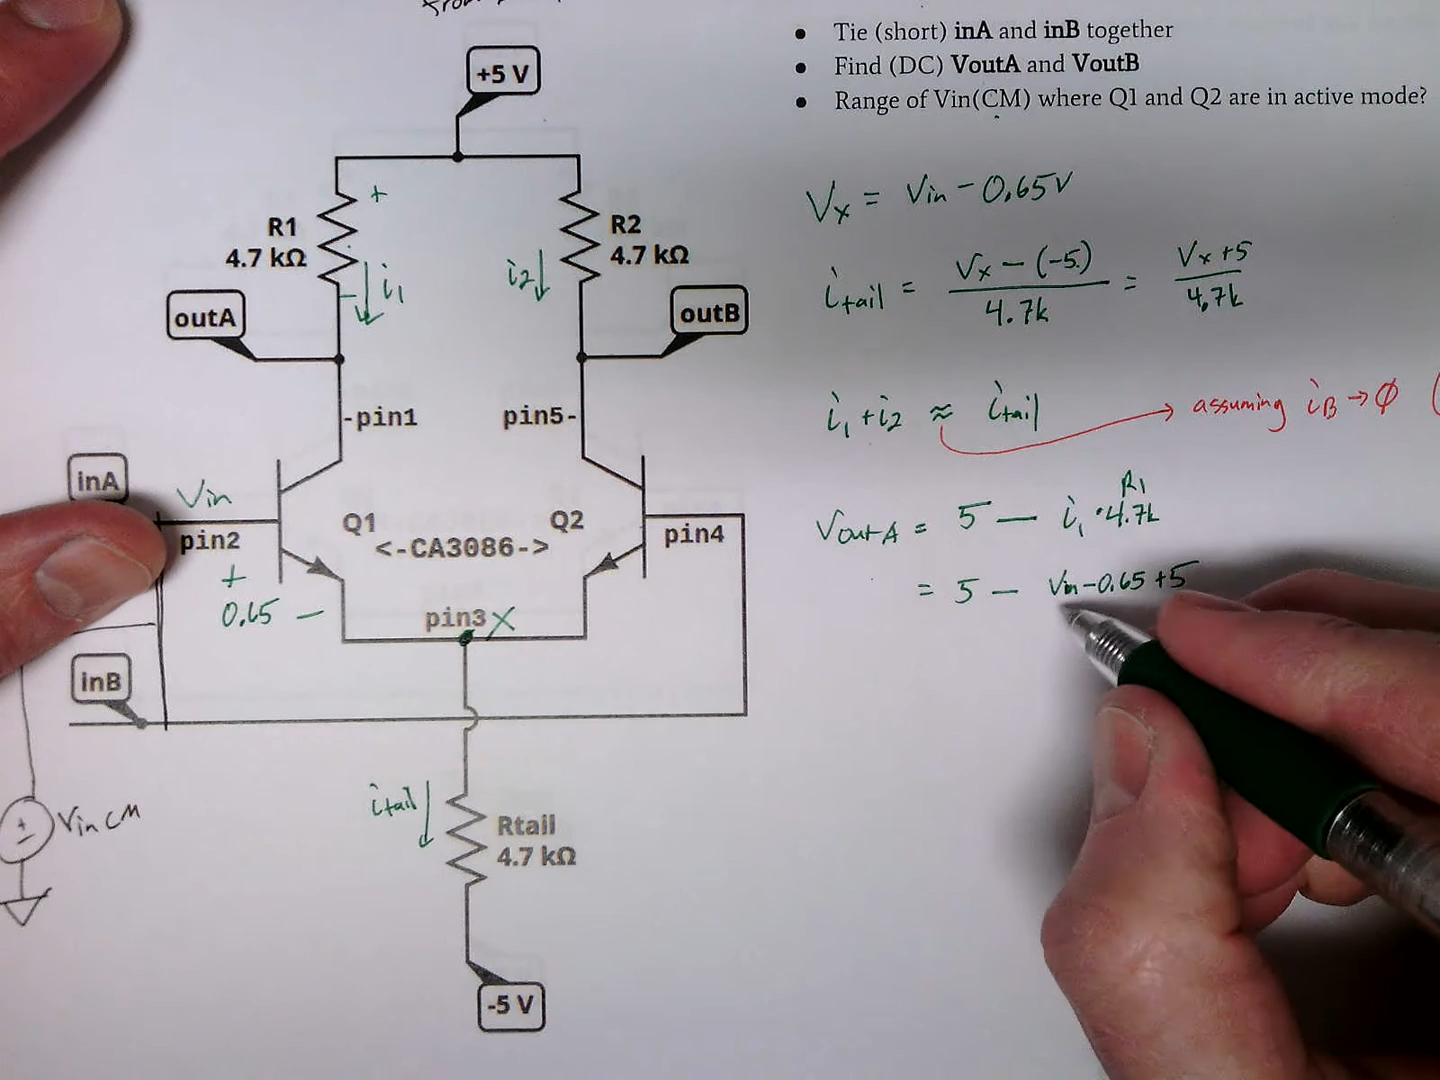 Tie (short) inA and inB together
Find (DC) VoutA and VoutB
Range of Vin(CM) where Q1 and Q2 are in active mode?
+5 V
+
R1
4.7 kΩ
i1
R2
4.7 kΩ
i2
outA
outB
-pin1
pin5-
inA
Vin
pin2
Q1
Q2
<-CA3086->
pin4
+
0.65 -
pin3 X
inB
itail
Rtail
4.7 kΩ
+
-
Vin CM
-5 V
Vx = Vin - 0.65V
itail = Vx - (-5) / 4.7k = Vx + 5 / 4.7k
i1 + i2 ≈ itail → assuming iB → ∅ (
R1
VoutA = 5 - i1 · 4.7k
= 5 - Vin - 0.65 + 5